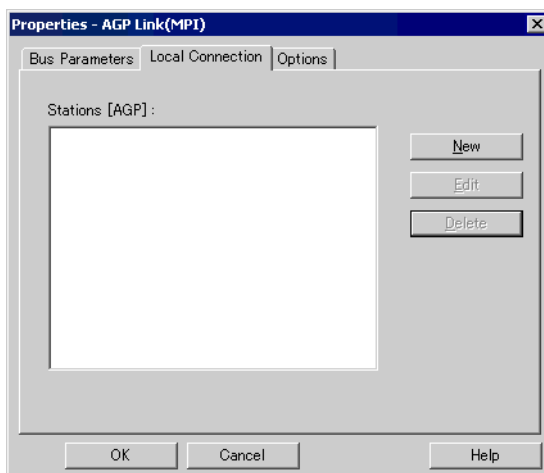 Properties - AGP Link(MPI)
Bus Parameters Local Connection Options
Stations [AGP] :
New
Edit
Delete
OK Cancel Help